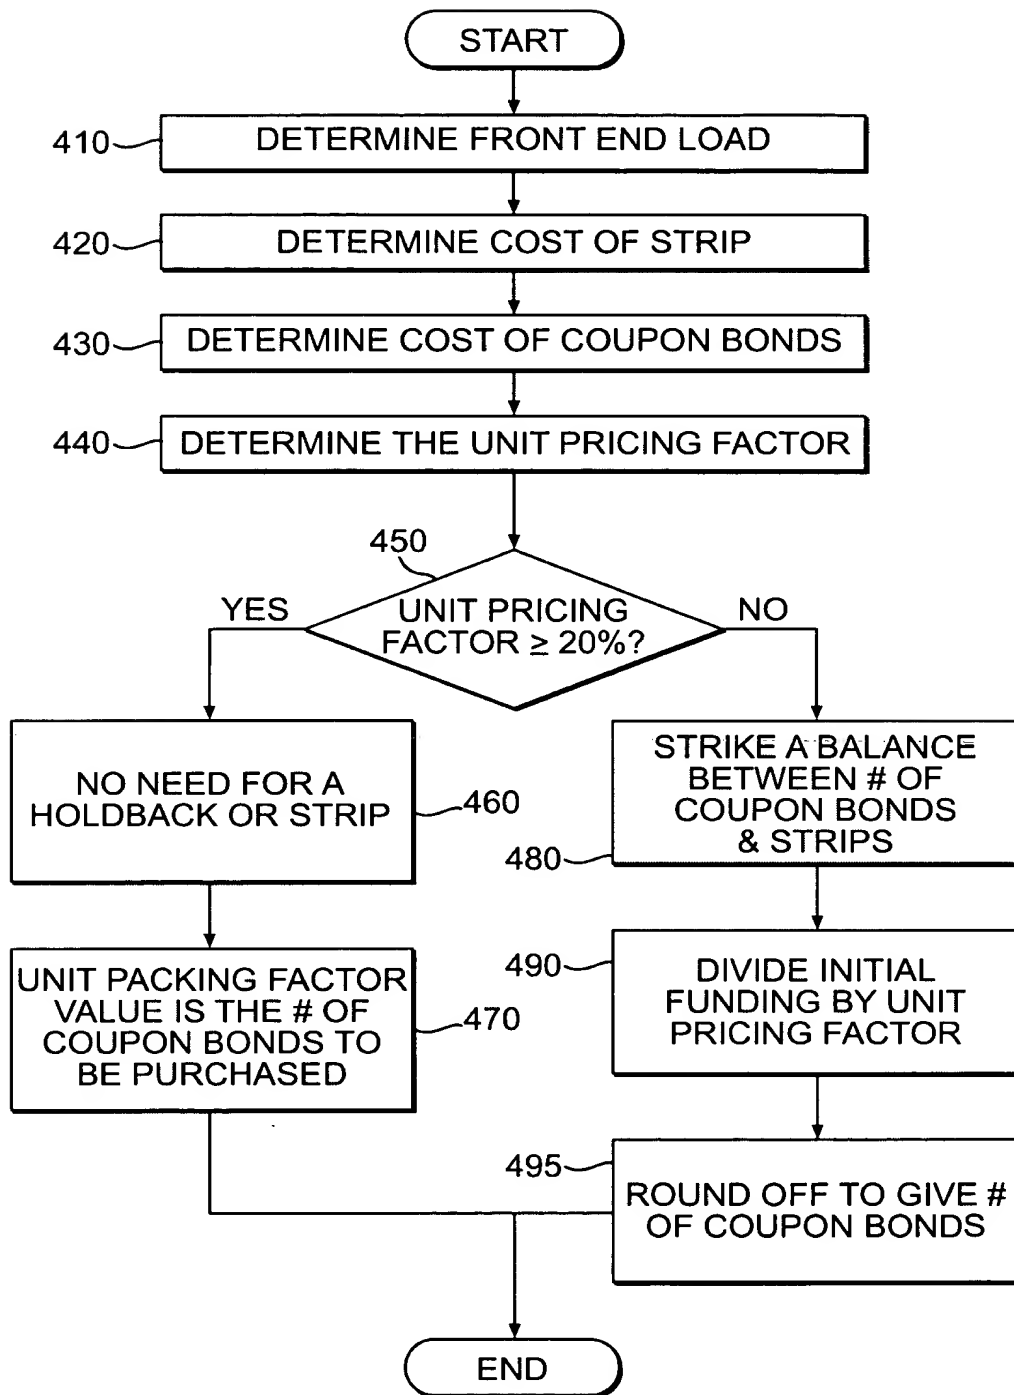 START
410
DETERMINE FRONT END LOAD
420
DETERMINE COST OF STRIP
430
DETERMINE COST OF COUPON BONDS
440
DETERMINE THE UNIT PRICING FACTOR
450
YES
UNIT PRICING
FACTOR ≥ 20%?
NO
NO NEED FOR A
HOLDBACK OR STRIP
460
STRIKE A BALANCE
BETWEEN # OF
COUPON BONDS
& STRIPS
480
UNIT PACKING FACTOR
VALUE IS THE # OF
COUPON BONDS TO
BE PURCHASED
470
490
DIVIDE INITIAL
FUNDING BY UNIT
PRICING FACTOR
495
ROUND OFF TO GIVE #
OF COUPON BONDS
END